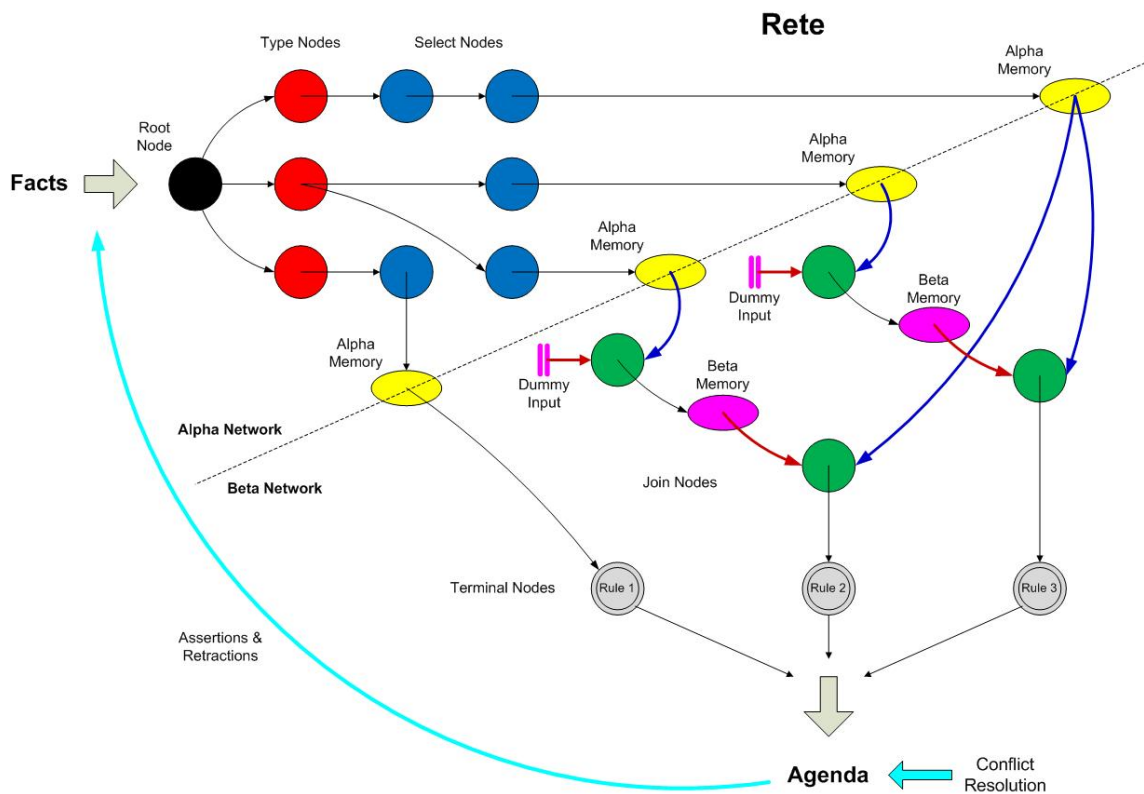 Rete
Type Nodes
Select Nodes
Alpha
Memory
Root
Node
Alpha
Memory
Facts
Alpha
Memory
Dummy
Input
Beta
Memory
Alpha
Memory
Dummy
Input
Beta
Memory
Alpha Network
Beta Network
Join Nodes
Terminal Nodes
Rule 1
Rule 2
Rule 3
Assertions &
Retractions
Agenda
Conflict
Resolution